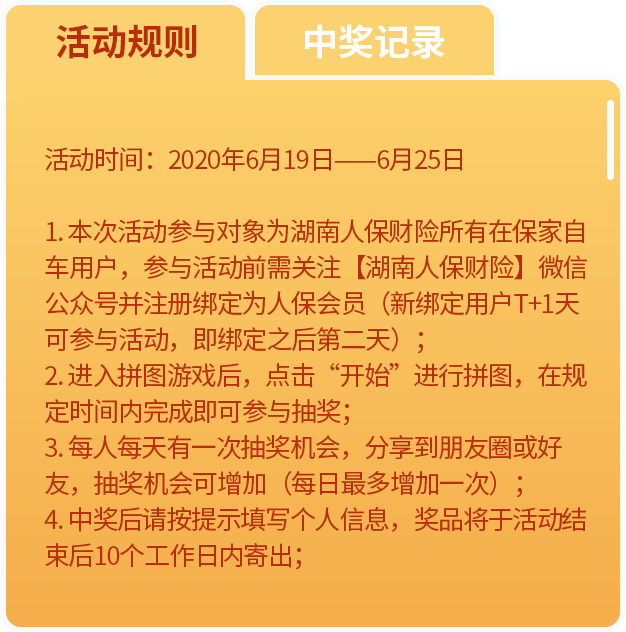 活动规则 中奖记录
活动时间：2020年6月19日——6月25日
1. 本次活动参与对象为湖南人保财险所有在保家自
车用户，参与活动前需关注【湖南人保财险】微信
公众号并注册绑定为人保会员（新绑定用户T+1天
可参与活动，即绑定之后第二天）；
2. 进入拼图游戏后，点击“开始”进行拼图，在规
定时间内完成即可参与抽奖；
3. 每人每天有一次抽奖机会，分享到朋友圈或好
友，抽奖机会可增加（每日最多增加一次）；
4. 中奖后请按提示填写个人信息，奖品将于活动结
束后10个工作日内寄出；